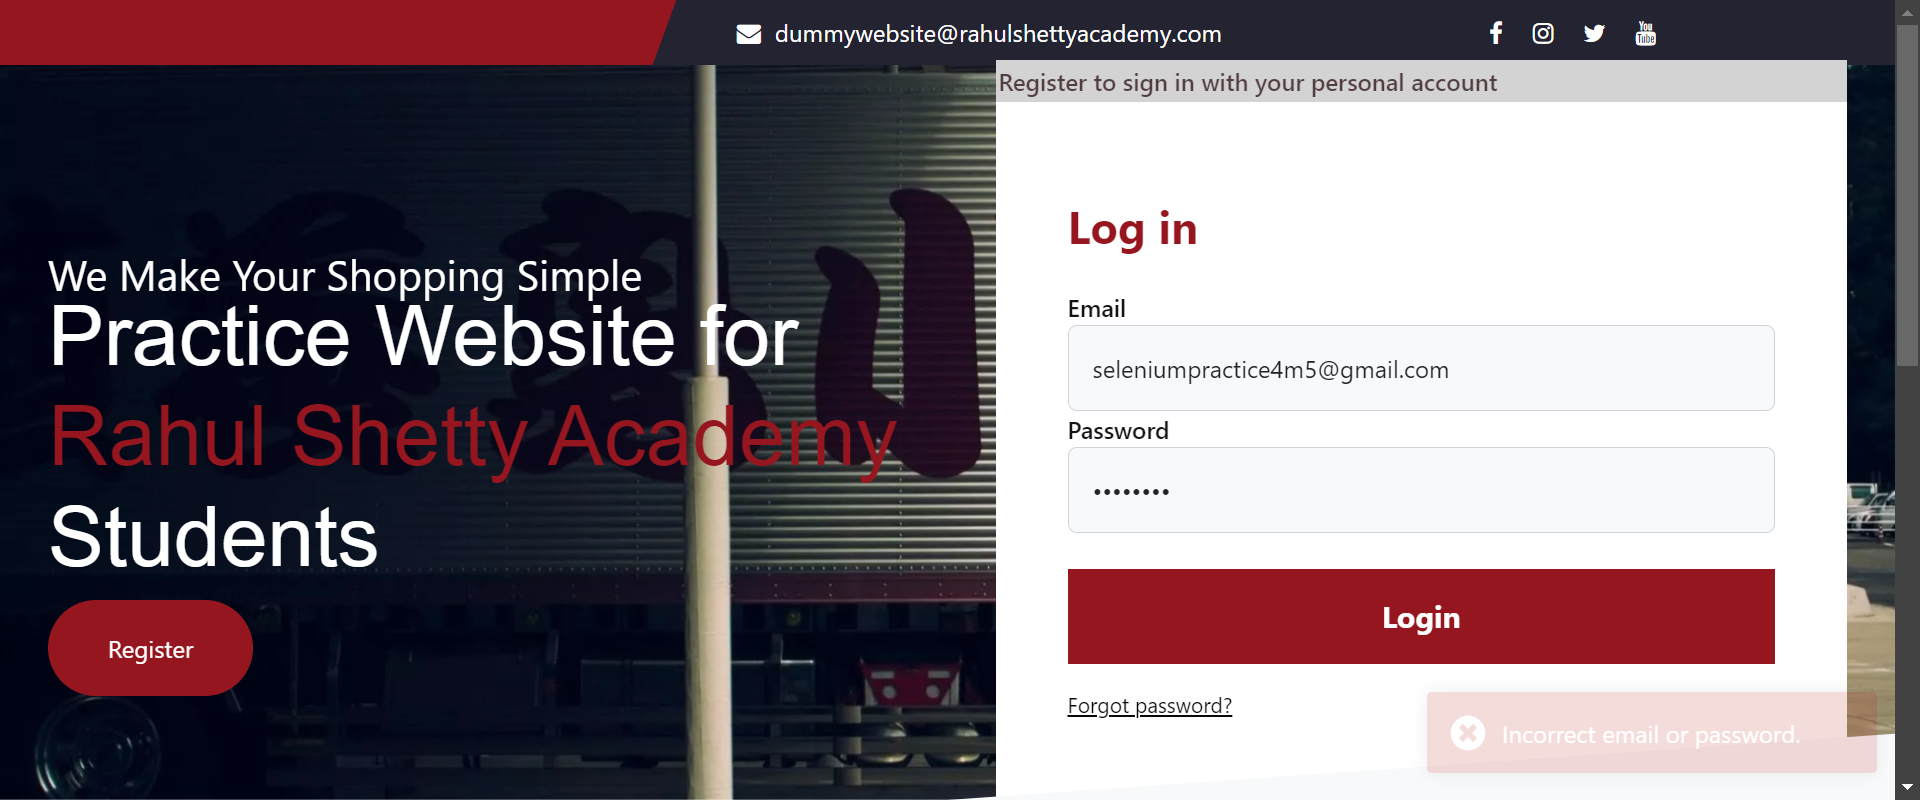 dummywebsite@rahulshettyacademy.com
You
Tube
Register to sign in with your personal account
We Make Your Shopping Simple
Practice Website for
Rahul Shetty Academy
Students
Register
Log in
Email
seleniumpractice4m5@gmail.com
Password
••••••••
Login
Forgot password?
Incorrect email or password.